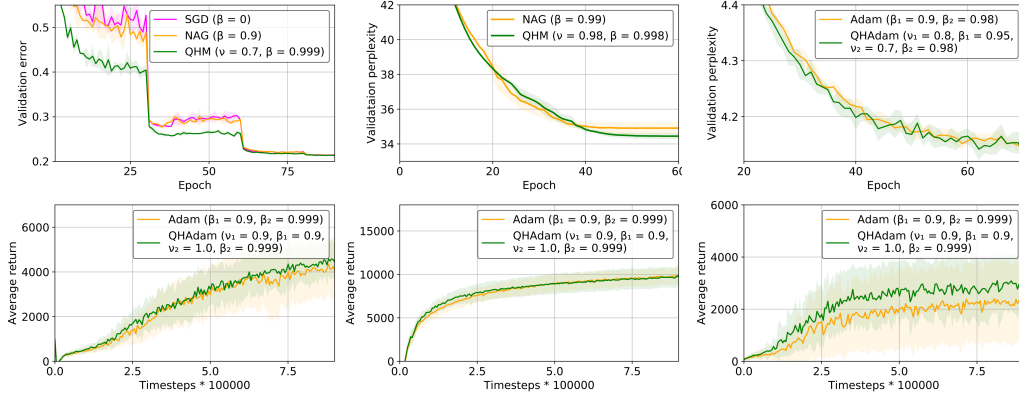 Validation error
0.5
0.4
0.3
0.2
SGD (β = 0)
NAG (β = 0.9)
QHM (ν = 0.7, β = 0.999)
25
50
75
Epoch
Validataion perplexity
42
40
38
36
34
NAG (β = 0.99)
QHM (ν = 0.98, β = 0.998)
0
20
40
60
Epoch
Validation perplexity
4.4
4.3
4.2
Adam (β₁ = 0.9, β₂ = 0.98)
QHAdam (ν₁ = 0.8, β₁ = 0.95,
ν₂ = 0.7, β₂ = 0.98)
20
40
60
Epoch
Average return
6000
4000
2000
0
Adam (β₁ = 0.9, β₂ = 0.999)
QHAdam (ν₁ = 0.9, β₁ = 0.9,
ν₂ = 1.0, β₂ = 0.999)
2.5
5.0
7.5
Timesteps * 100000
Average return
15000
10000
5000
0
Adam (β₁ = 0.9, β₂ = 0.999)
QHAdam (ν₁ = 0.9, β₁ = 0.9,
ν₂ = 1.0, β₂ = 0.999)
0.0
2.5
5.0
7.5
Timesteps * 100000
Average return
6000
4000
2000
0
Adam (β₁ = 0.9, β₂ = 0.999)
QHAdam (ν₁ = 0.9, β₁ = 0.9,
ν₂ = 1.0, β₂ = 0.999)
0.0
2.5
5.0
7.5
Timesteps * 100000